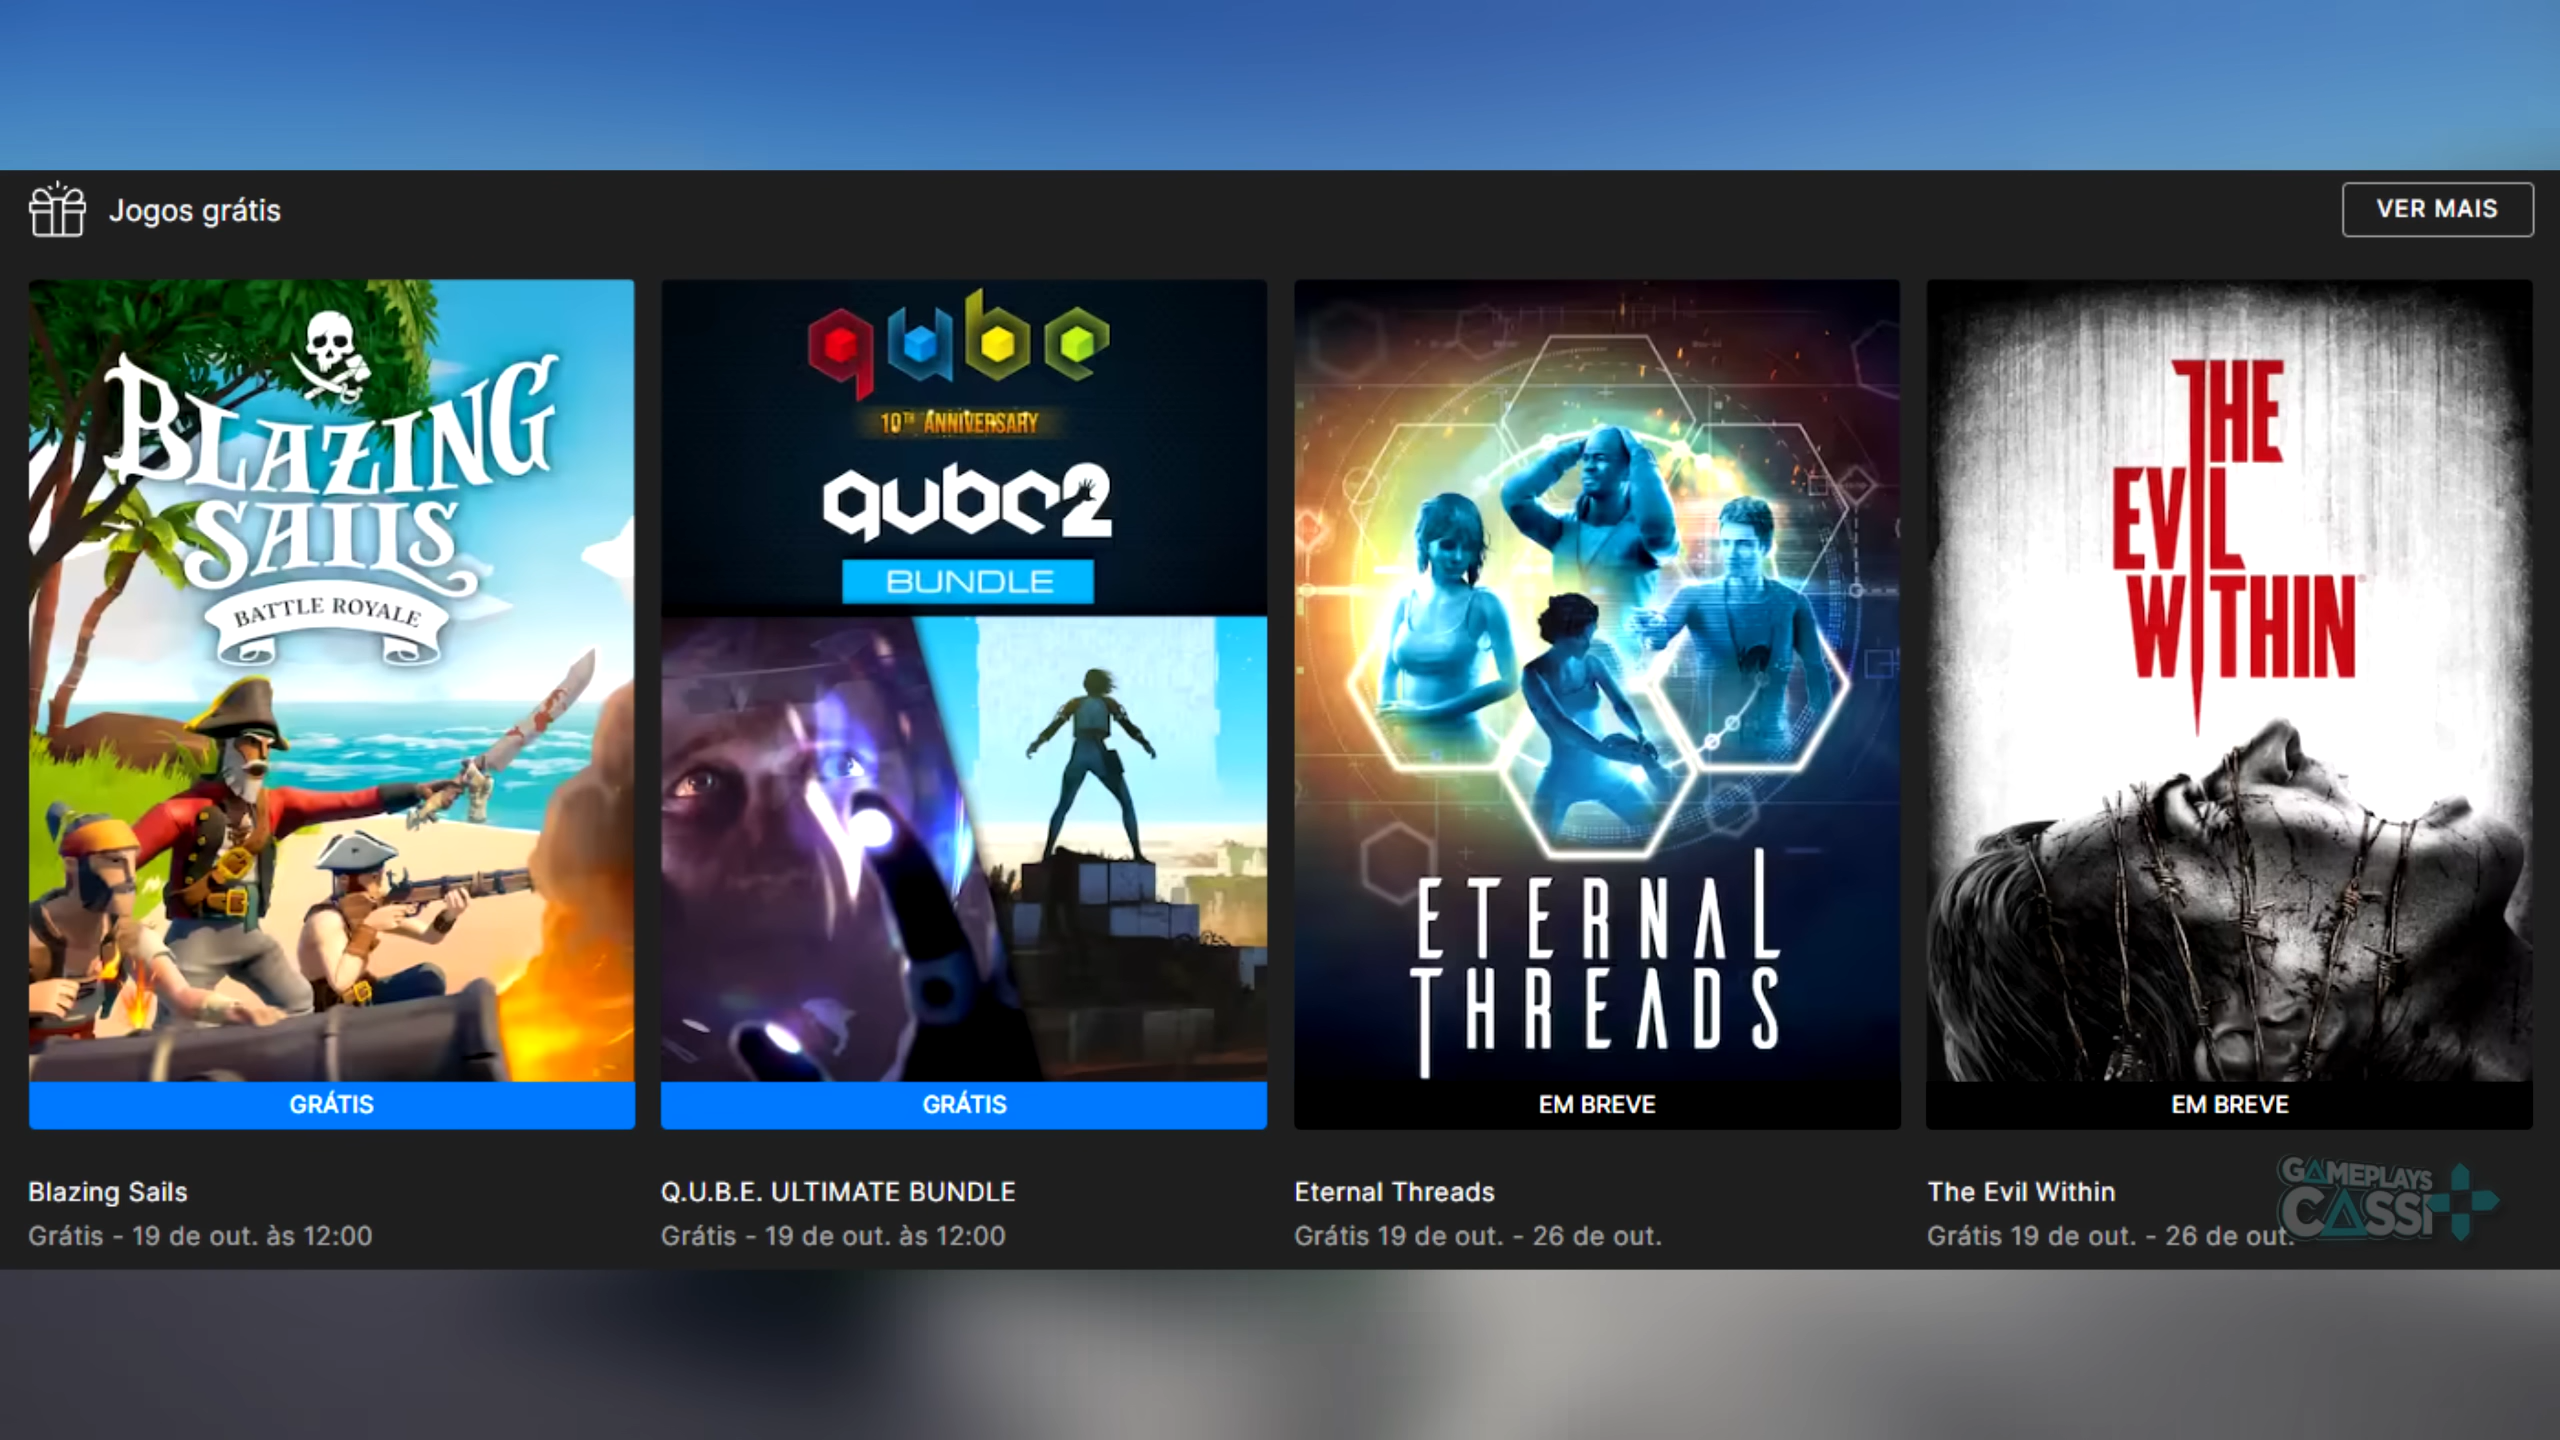 Jogos grátis
VER MAIS
BLAZING
SAILS
BATTLE ROYALE
qube
10TH ANNIVERSARY
qube2
BUNDLE
ETERNAL
THREADS
THE
EVIL
WITHIN
GRÁTIS
GRÁTIS
EM BREVE
EM BREVE
Blazing Sails
Grátis - 19 de out. às 12:00
Q.U.B.E. ULTIMATE BUNDLE
Grátis - 19 de out. às 12:00
Eternal Threads
Grátis 19 de out. - 26 de out.
The Evil Within
Grátis 19 de out. - 26 de out.
GAMEPLAYS
CASSI